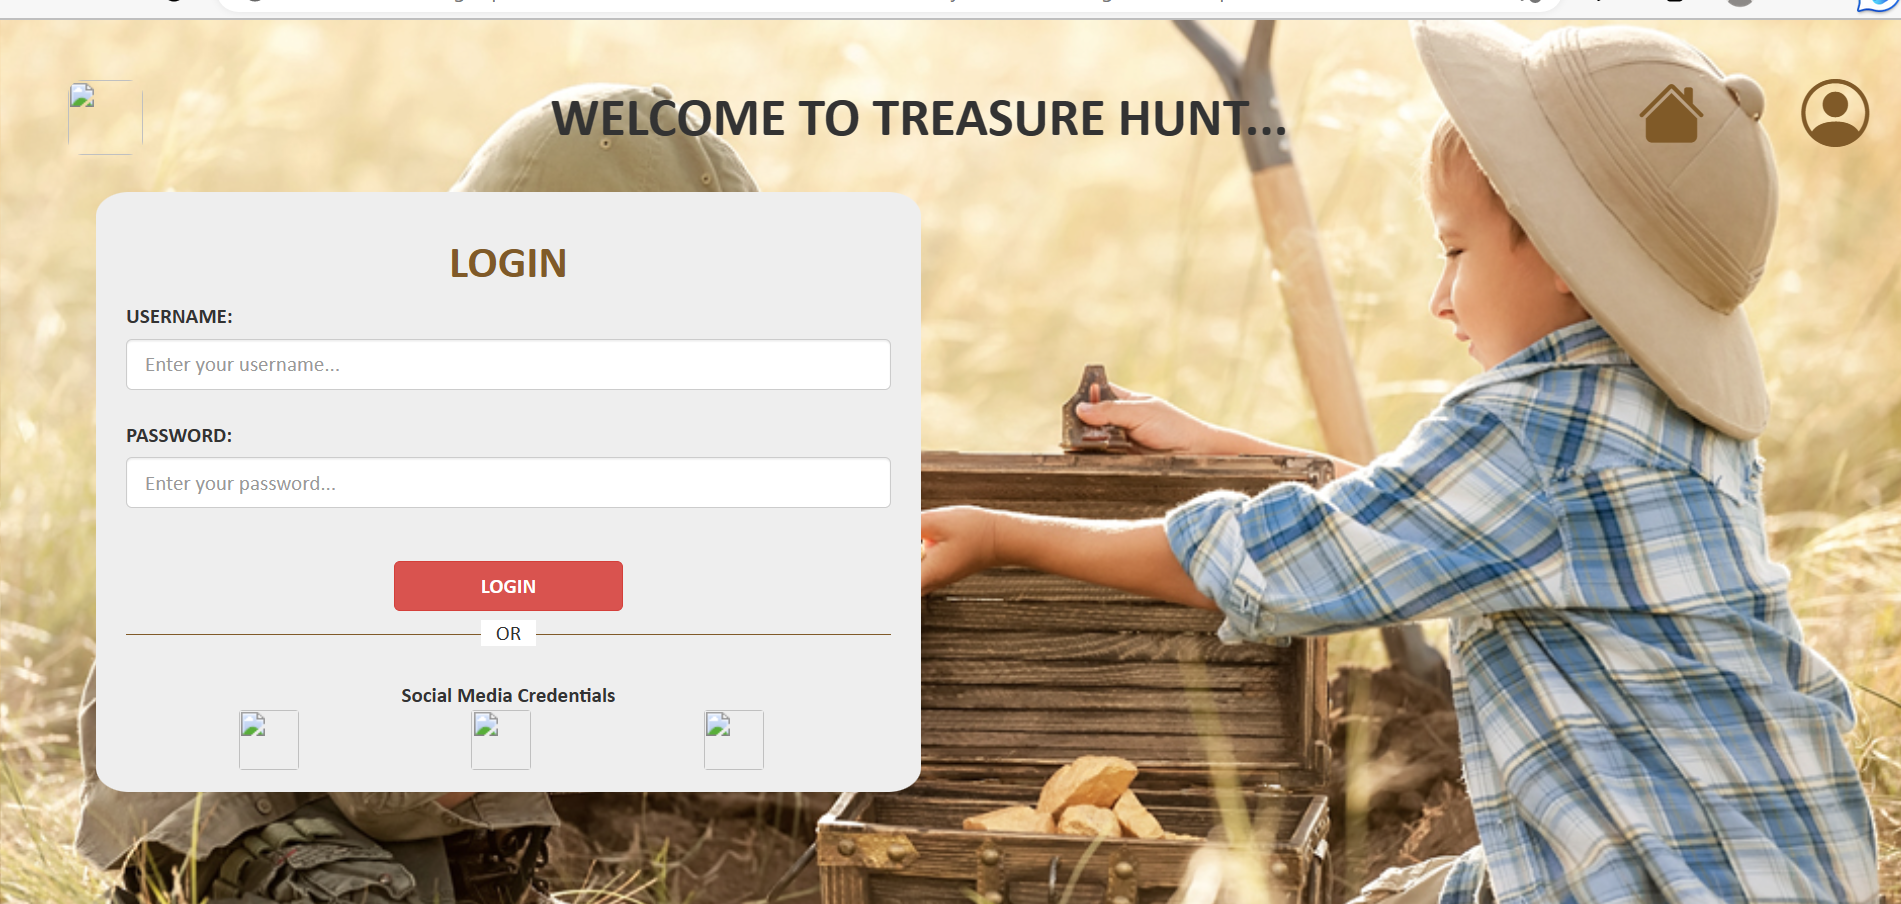 WELCOME TO TREASURE HUNT...
LOGIN
USERNAME:
Enter your username...
PASSWORD:
Enter your password...
LOGIN
OR
Social Media Credentials